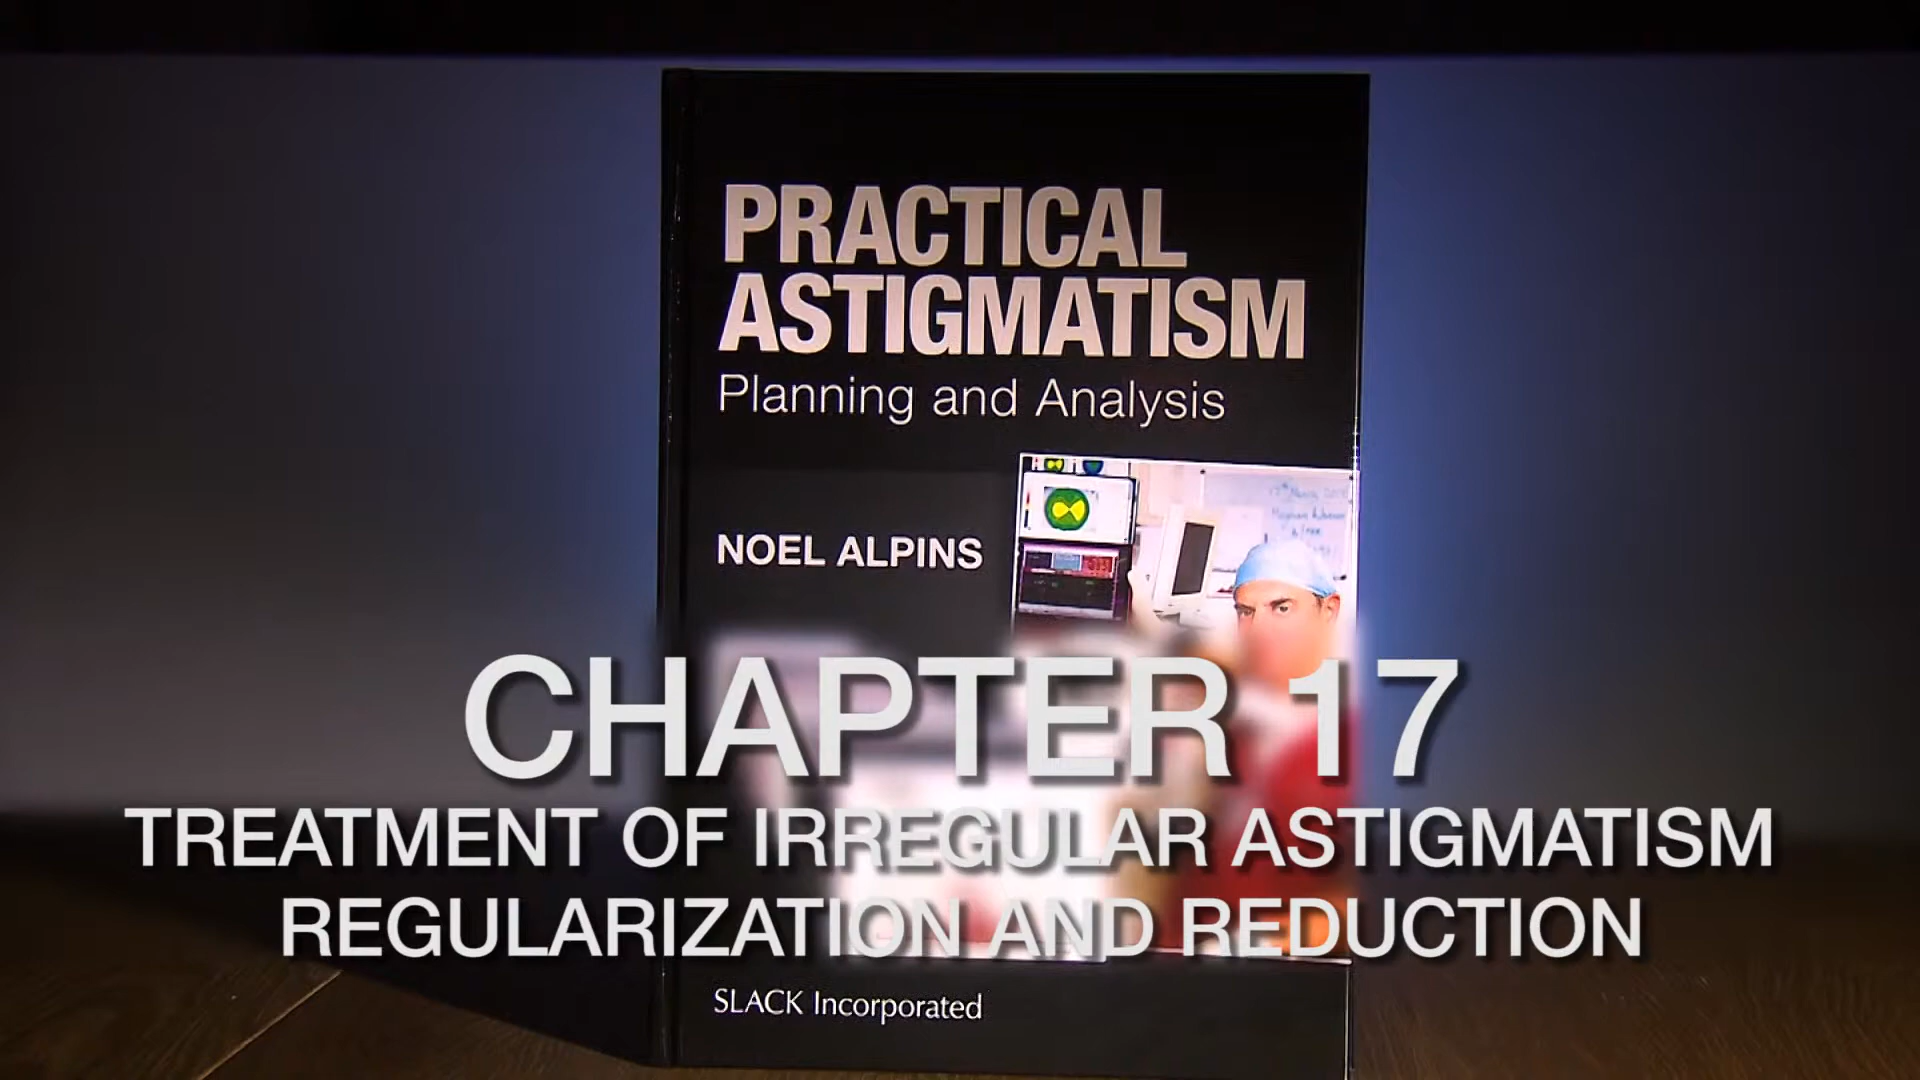 PRACTICAL
ASTIGMATISM
Planning and Analysis
NOEL ALPINS
CHAPTER 17
TREATMENT OF IRREGULAR ASTIGMATISM
REGULARIZATION AND REDUCTION
SLACK Incorporated